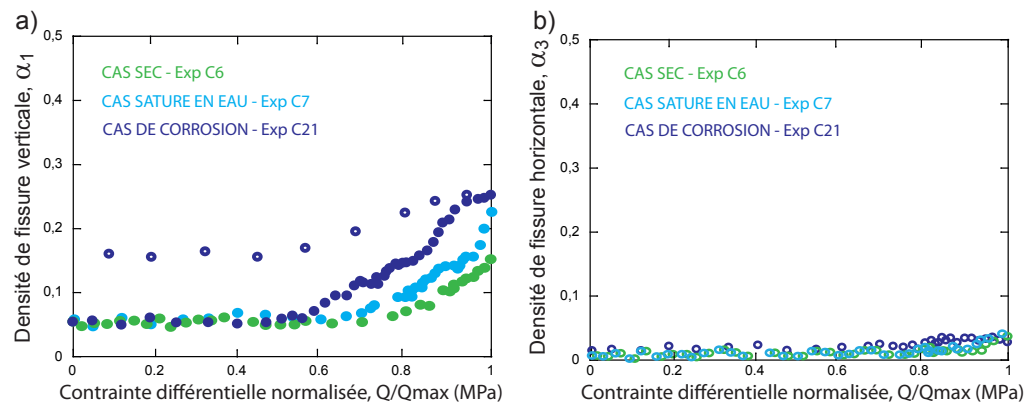 a)
Densité de fissure verticale, α1
0,5
0,4
0,3
0,2
0,1
0
CAS SEC - Exp C6
CAS SATURE EN EAU - Exp C7
CAS DE CORROSION - Exp C21
0
0.2
0.4
0.6
0.8
1
Contrainte différentielle normalisée, Q/Qmax (MPa)
b)
Densité de fissure horizontale, α3
0,5
0,4
0,3
0,2
0,1
0
CAS SEC - Exp C6
CAS SATURE EN EAU - Exp C7
CAS DE CORROSION - Exp C21
0
0.2
0.4
0.6
0.8
1
Contrainte différentielle normalisée, Q/Qmax (MPa)